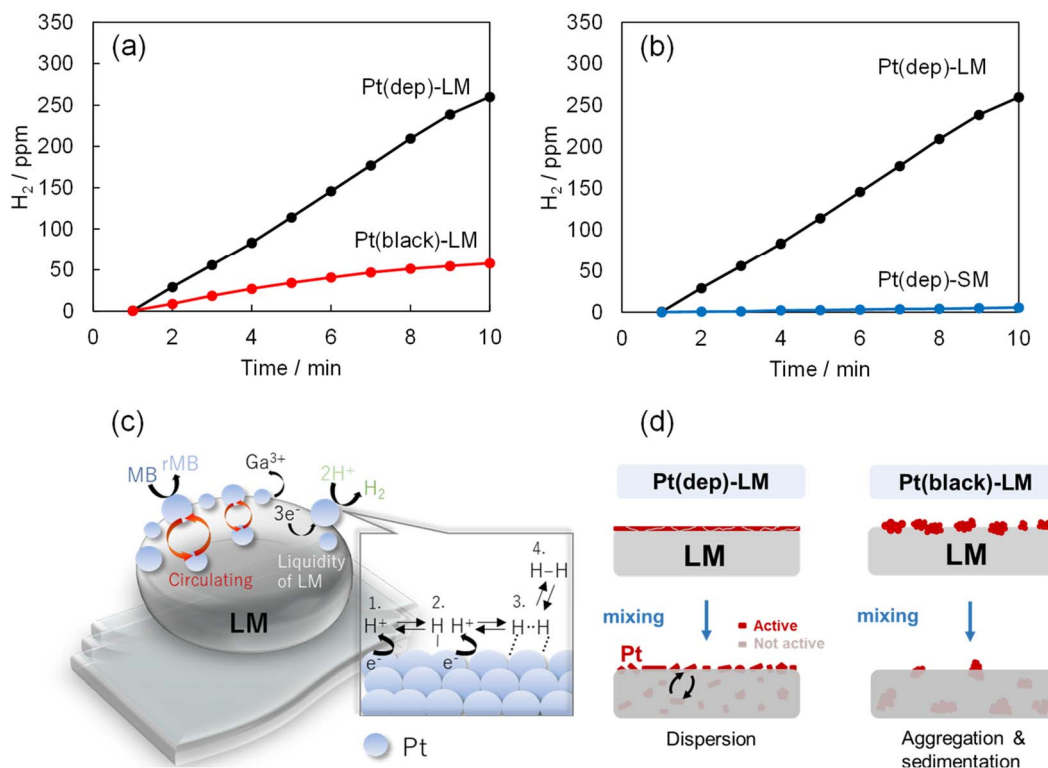 (a)
350
300
250
200
150
100
50
0
H₂ / ppm
Pt(dep)-LM
Pt(black)-LM
0 2 4 6 8 10
Time / min
(b)
350
300
250
200
150
100
50
0
H₂ / ppm
Pt(dep)-LM
Pt(dep)-SM
0 2 4 6 8 10
Time / min
(c)
MB rMB
Ga³⁺
2H⁺
H₂
3e⁻
Circulating
Liquidity
of LM
LM
4.
H–H
1. 2. 3.
H⁺ H H⁺ H··H
e⁻ e⁻
Pt
(d)
Pt(dep)-LM
LM
mixing
Active
Not active
Pt
Dispersion
Pt(black)-LM
LM
mixing
Aggregation &
sedimentation